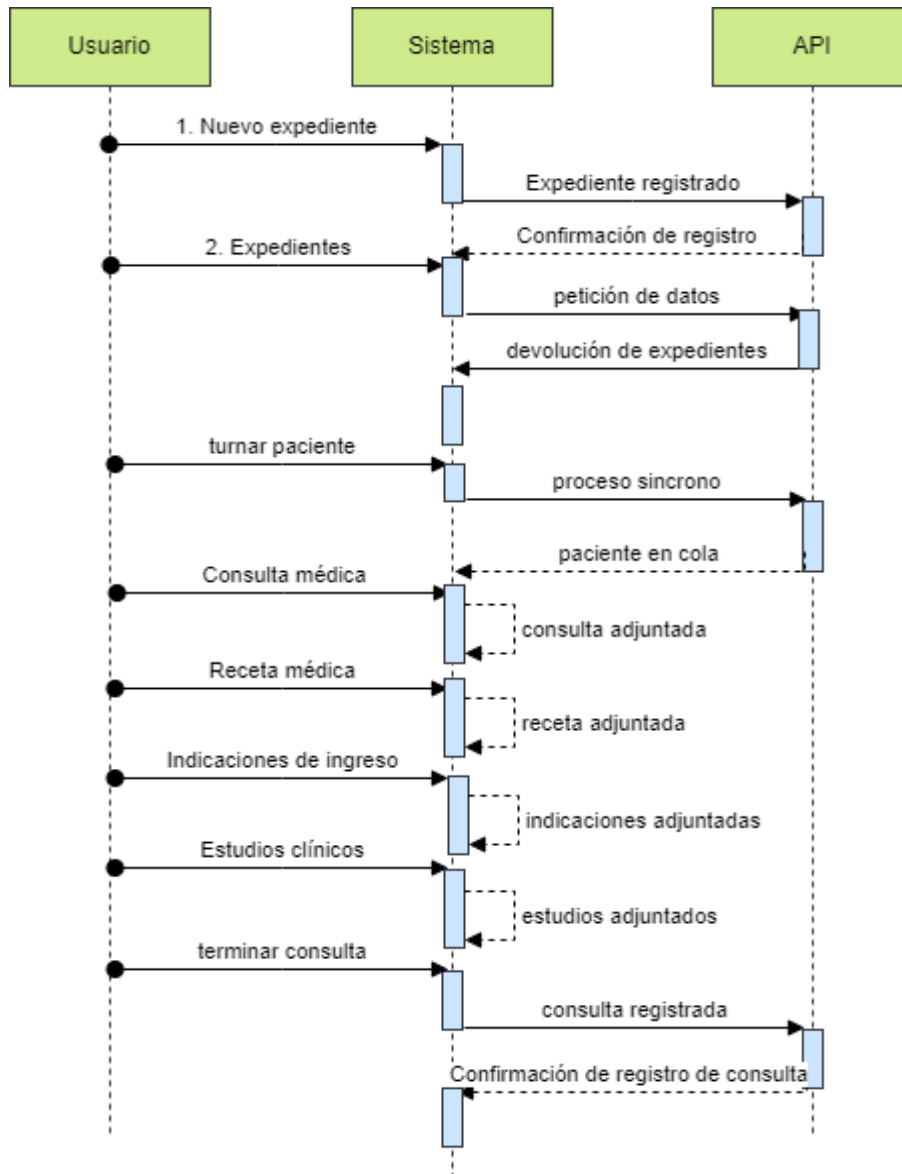 Usuario
Sistema
API
1. Nuevo expediente
Expediente registrado
Confirmación de registro
2. Expedientes
petición de datos
devolución de expedientes
turnar paciente
proceso sincrono
paciente en cola
Consulta médica
consulta adjuntada
Receta médica
receta adjuntada
Indicaciones de ingreso
indicaciones adjuntadas
Estudios clínicos
estudios adjuntados
terminar consulta
consulta registrada
Confirmación de registro de consulta